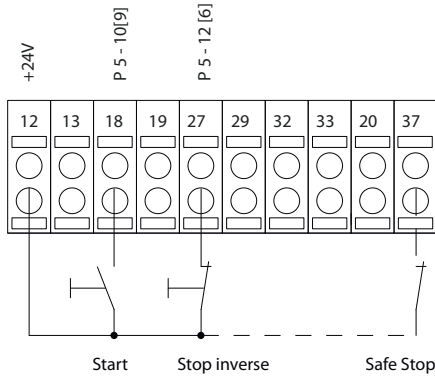 +24V
P 5 - 10[9]
P 5 - 12 [6]
12 13 18 19 27 29 32 33 20 37
Start Stop inverse Safe Stop